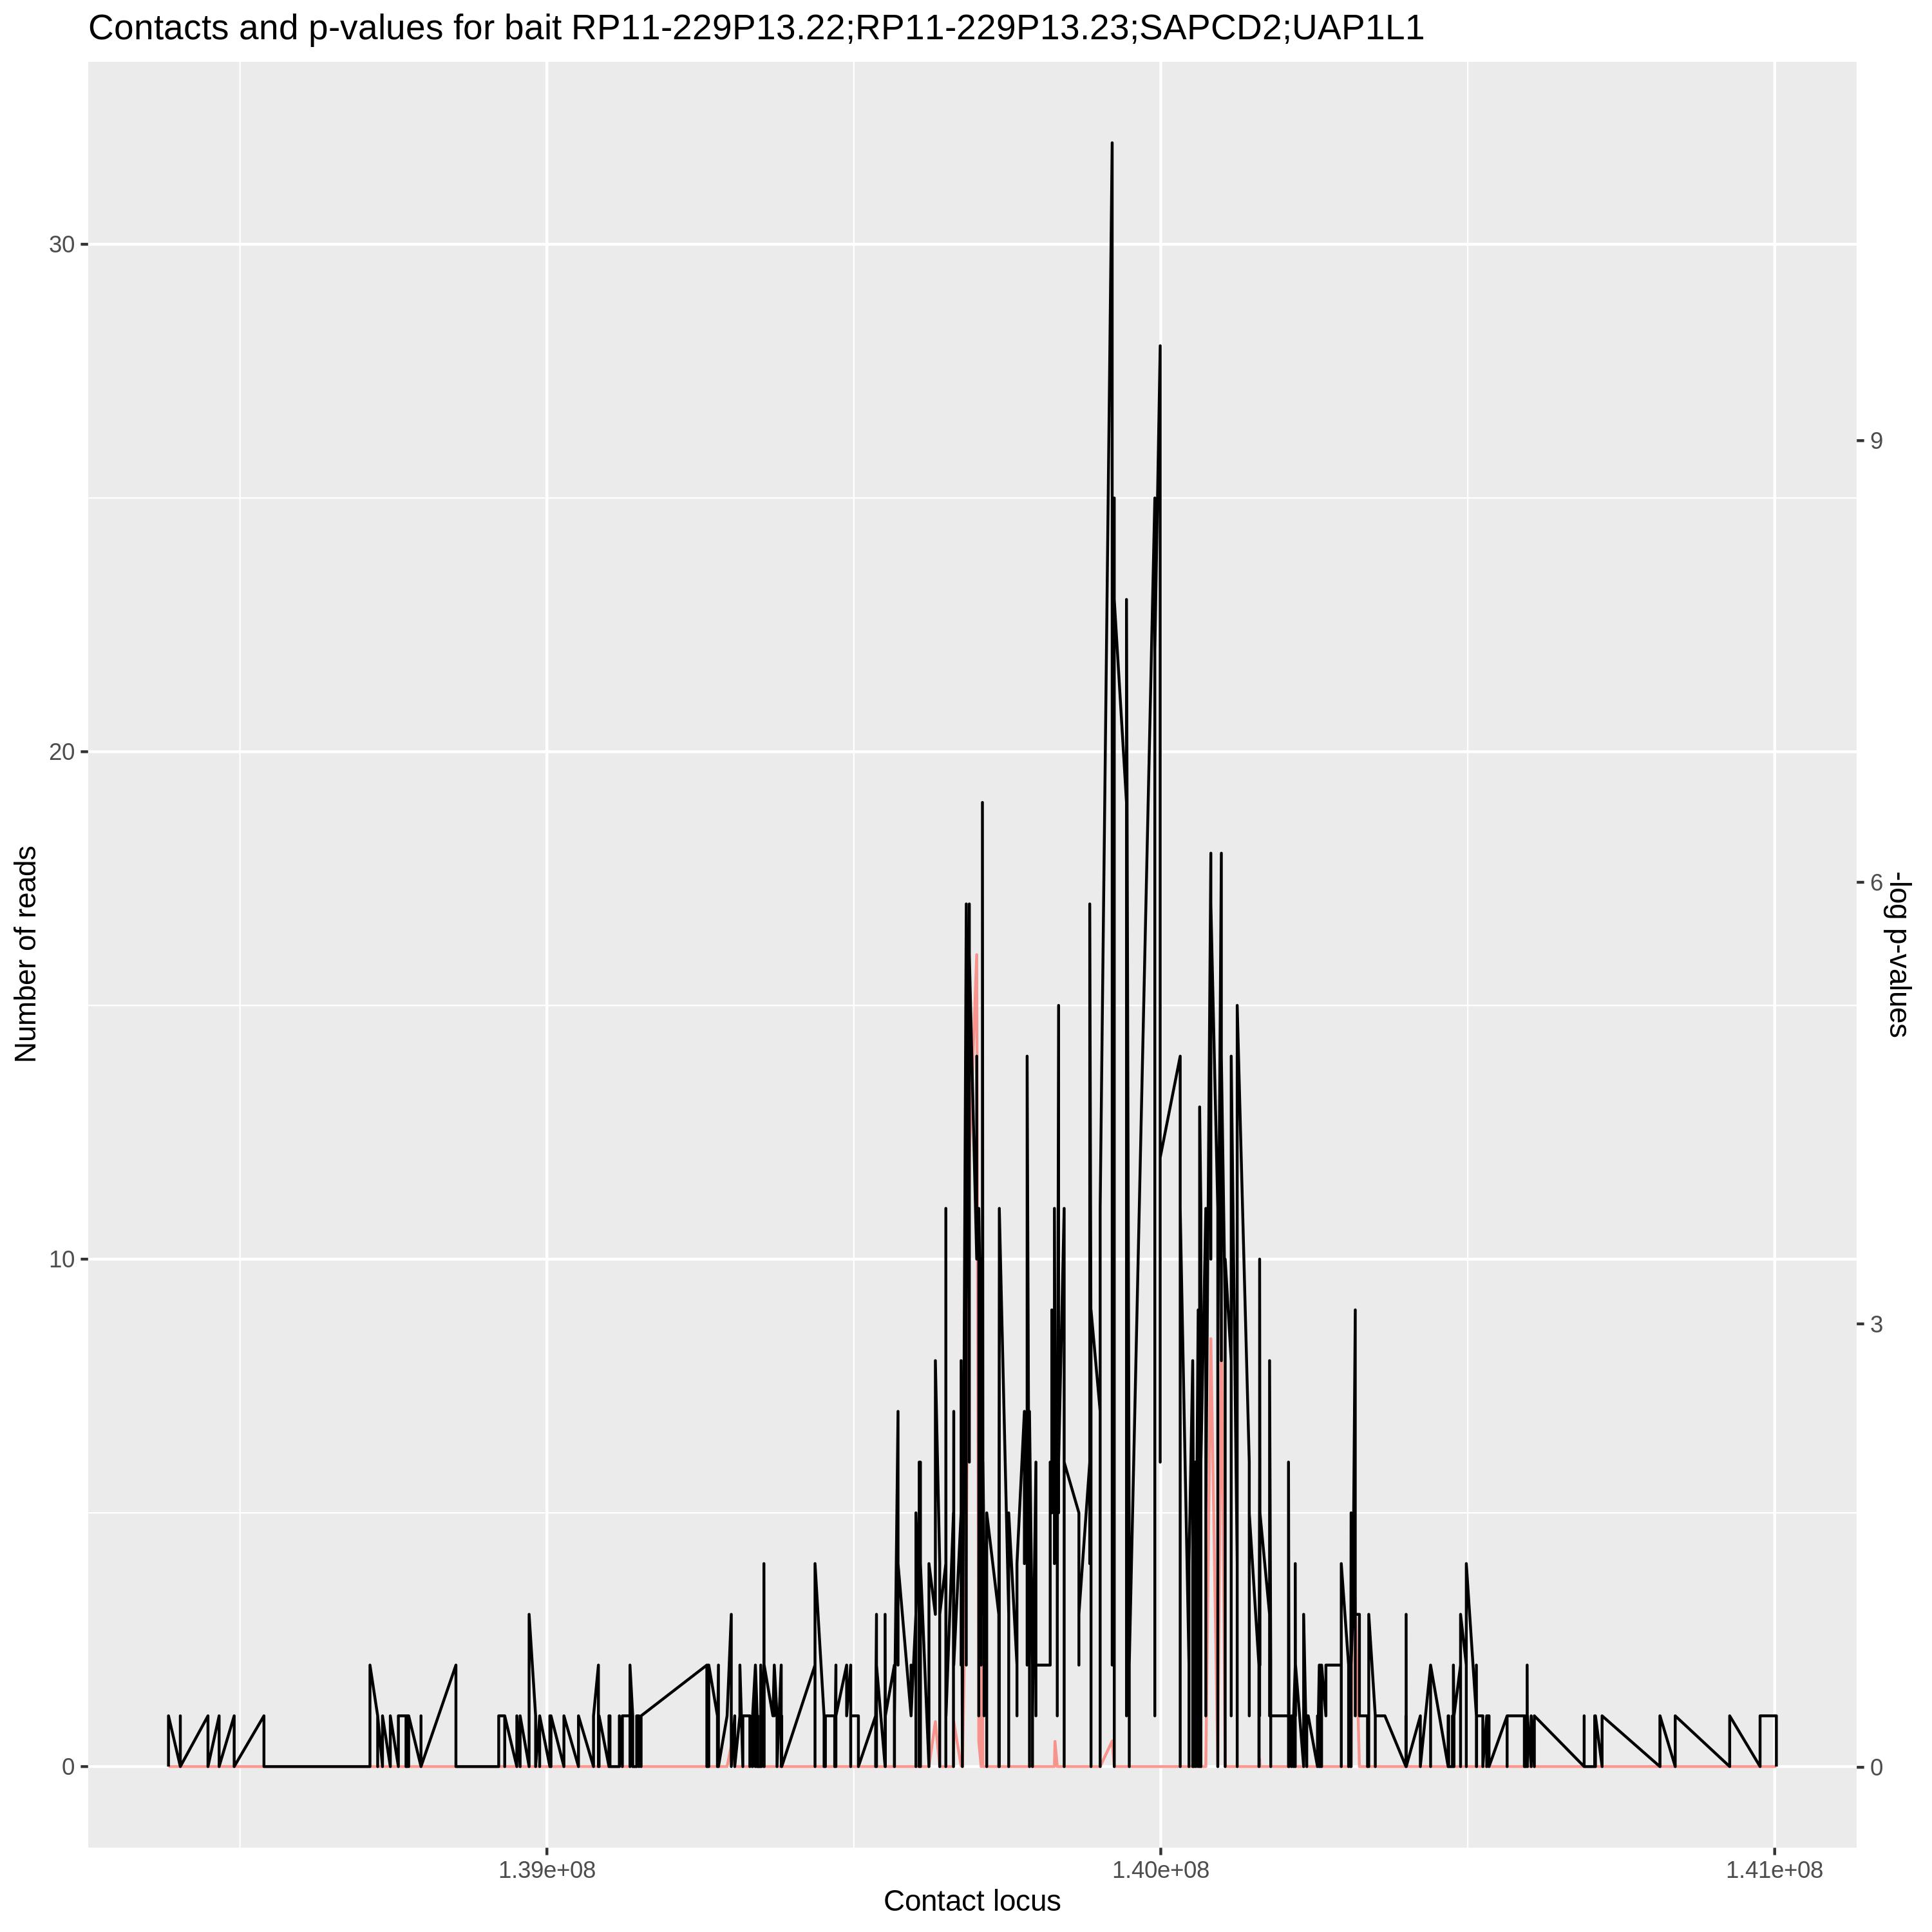 Contacts and p-values for bait RP11-229P13.22;RP11-229P13.23;SAPCD2;UAP1L1
30
20
10
0
Number of reads
9
6
3
0
-log p-values
1.39e+08
1.40e+08
1.41e+08
Contact locus